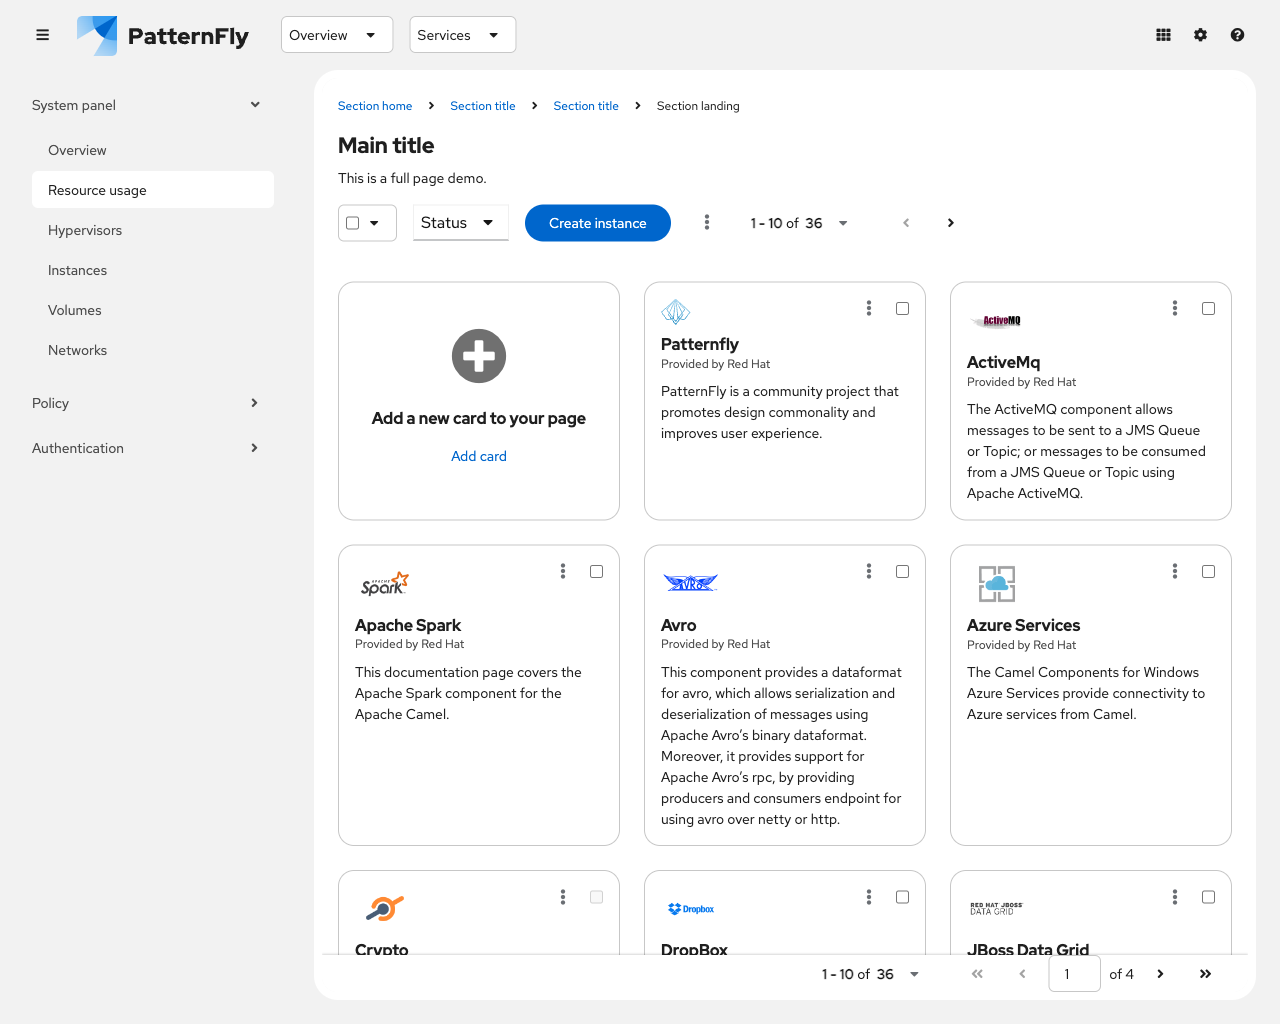 PatternFly
Overview
Services
System panel
Overview
Resource usage
Hypervisors
Instances
Volumes
Networks
Policy
Authentication
Section home
Section title
Section title
Section landing
Main title
This is a full page demo.
Status
Create instance
1 - 10 of 36
Add a new card to your page
Add card
Patternfly
Provided by Red Hat
PatternFly is a community project that
promotes design commonality and
improves user experience.
ActiveMQ
ActiveMq
Provided by Red Hat
The ActiveMQ component allows
messages to be sent to a JMS Queue
or Topic; or messages to be consumed
from a JMS Queue or Topic using
Apache ActiveMQ.
APACHE
Spark
Apache Spark
Provided by Red Hat
This documentation page covers the
Apache Spark component for the
Apache Camel.
AVRO
Avro
Provided by Red Hat
This component provides a dataformat
for avro, which allows serialization and
deserialization of messages using
Apache Avro’s binary dataformat.
Moreover, it provides support for
Apache Avro’s rpc, by providing
producers and consumers endpoint for
using avro over netty or http.
Azure Services
Provided by Red Hat
The Camel Components for Windows
Azure Services provide connectivity to
Azure services from Camel.
Crypto
Dropbox
DropBox
RED HAT JBOSS
DATA GRID
JBoss Data Grid
1 - 10 of 36
1
of 4